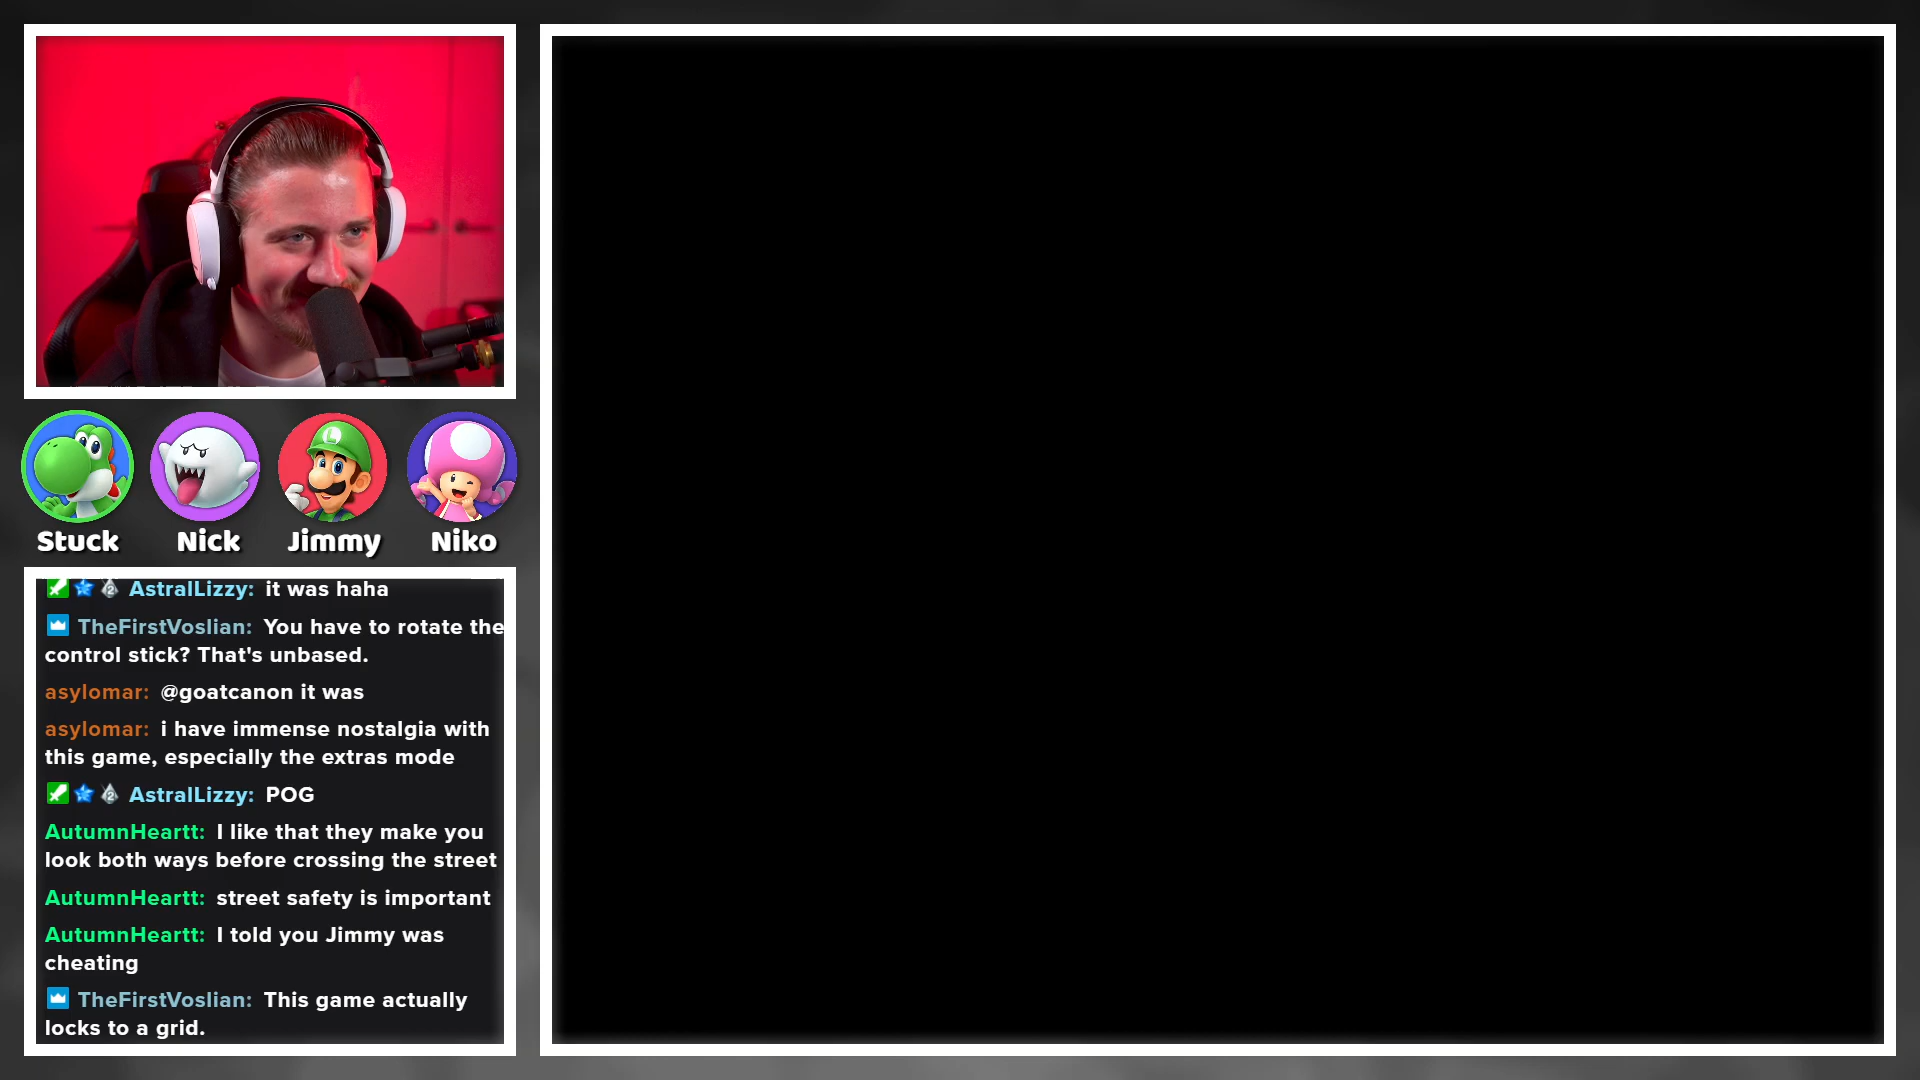 Stuck Nick Jimmy Niko
AstralLizzy: it was haha
TheFirstVoslian: You have to rotate the
control stick? That's unbased.
asylomar: @goatcanon it was
asylomar: i have immense nostalgia with
this game, especially the extras mode
AstralLizzy: POG
AutumnHeartt: I like that they make you
look both ways before crossing the street
AutumnHeartt: street safety is important
AutumnHeartt: I told you Jimmy was
cheating
TheFirstVoslian: This game actually
locks to a grid.